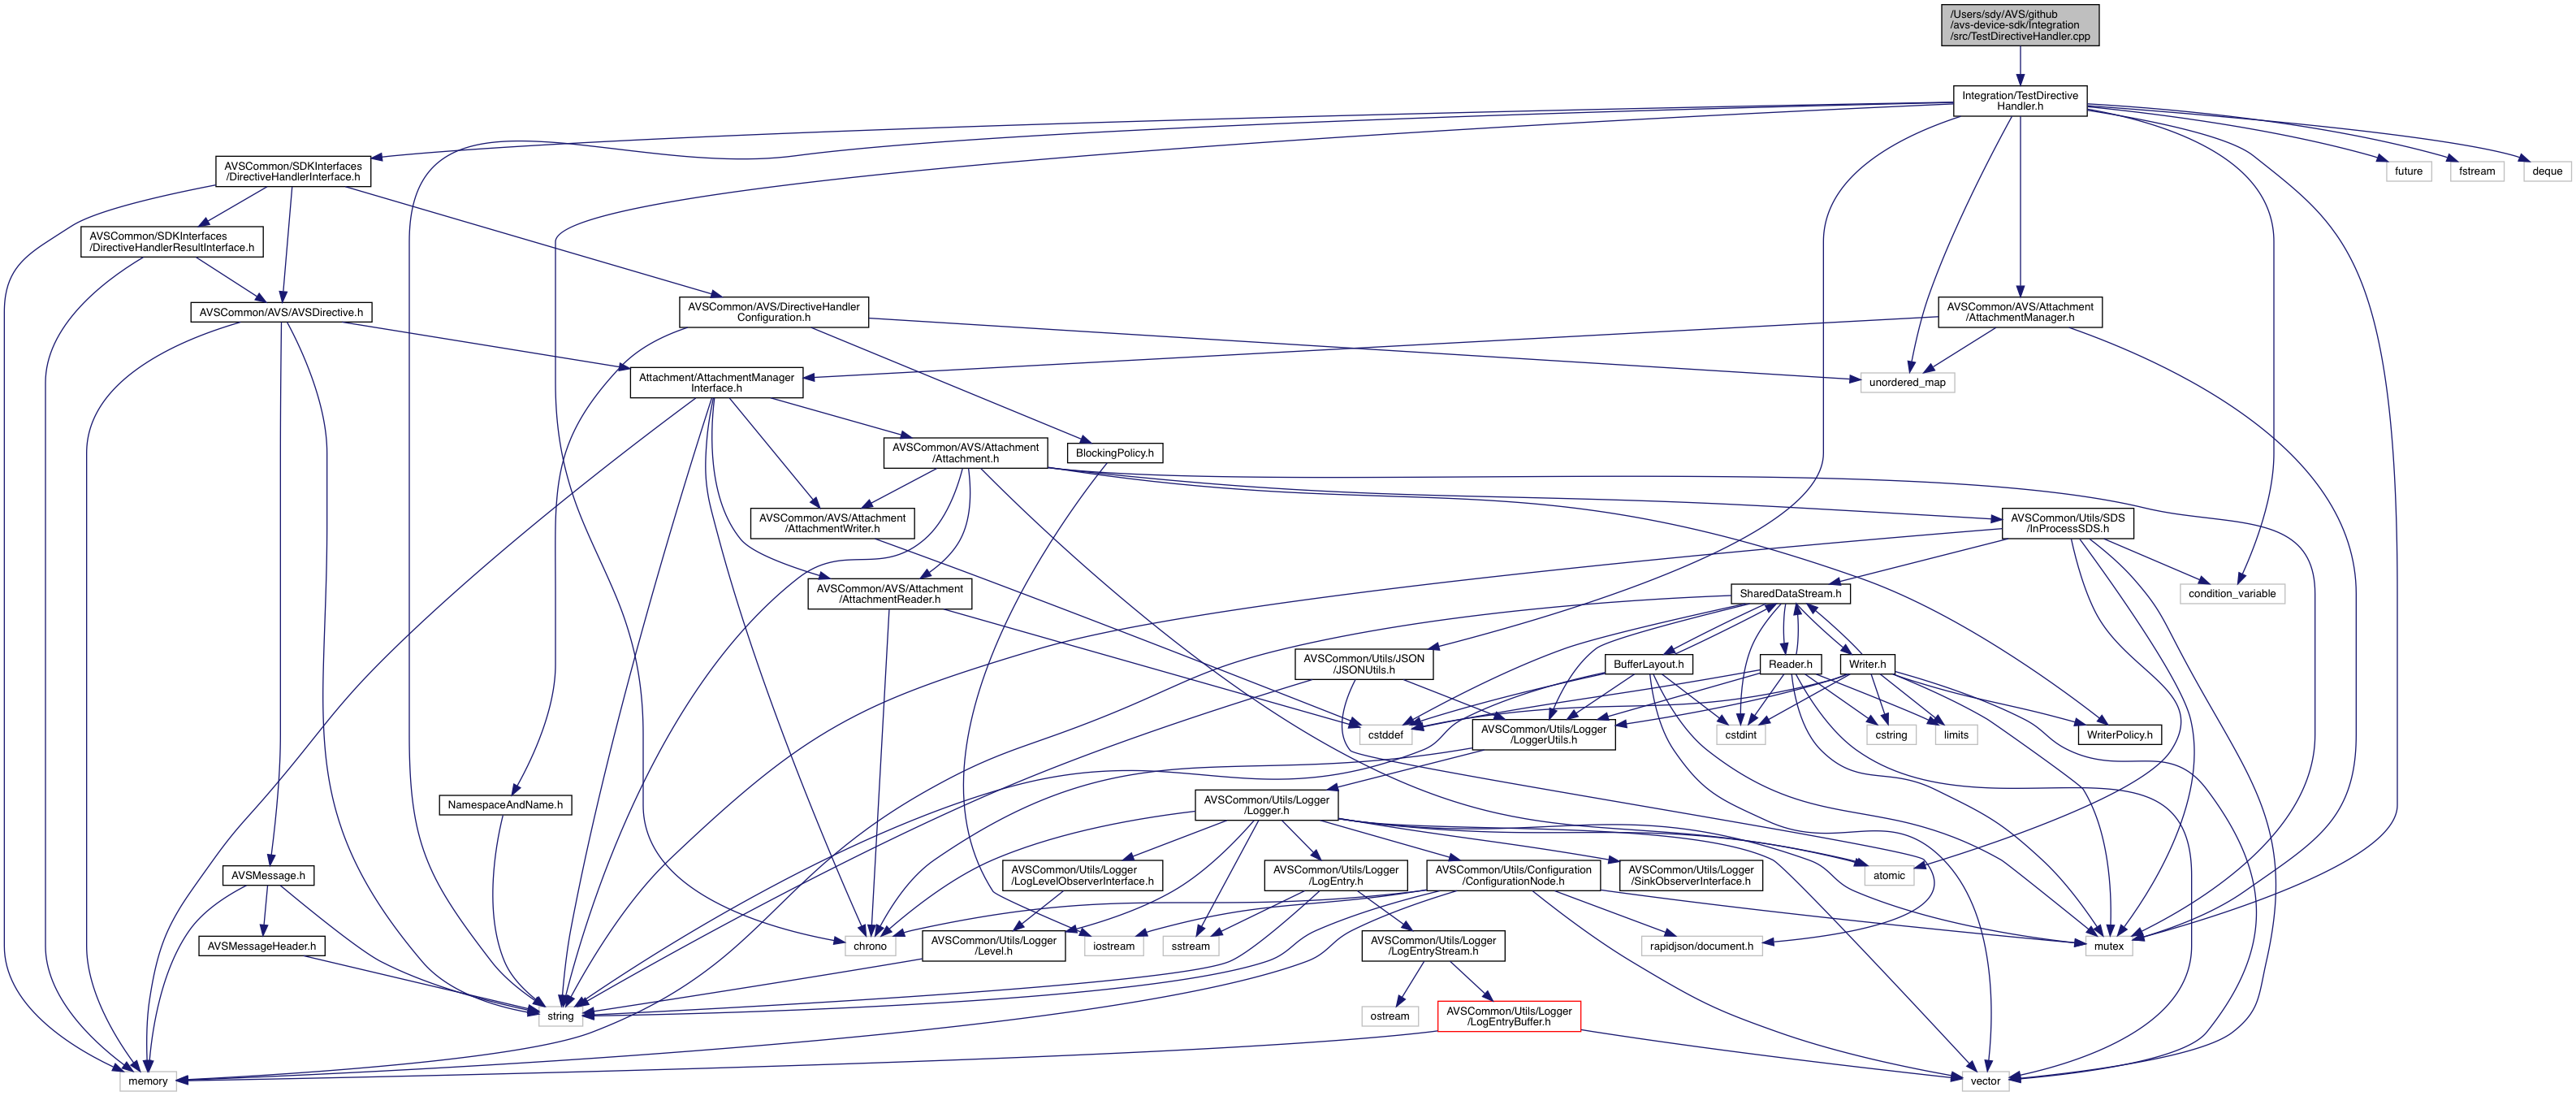 /Users/sdy/AVS/github
/avs-device-sdk/Integration
/src/TestDirectiveHandler.cpp
Integration/TestDirective
Handler.h
AVSCommon/SDKInterfaces
/DirectiveHandlerInterface.h
future
fstream
deque
AVSCommon/SDKInterfaces
/DirectiveHandlerResultInterface.h
AVSCommon/AVS/AVSDirective.h
AVSCommon/AVS/DirectiveHandler
Configuration.h
AVSCommon/AVS/Attachment
/AttachmentManager.h
Attachment/AttachmentManager
Interface.h
unordered_map
AVSCommon/AVS/Attachment
/Attachment.h
BlockingPolicy.h
AVSCommon/AVS/Attachment
/AttachmentWriter.h
AVSCommon/Utils/SDS
/InProcessSDS.h
AVSCommon/AVS/Attachment
/AttachmentReader.h
SharedDataStream.h
condition_variable
AVSCommon/Utils/JSON
/JSONUtils.h
BufferLayout.h
Reader.h
Writer.h
cstddef
AVSCommon/Utils/Logger
/LoggerUtils.h
cstdint
cstring
limits
WriterPolicy.h
NamespaceAndName.h
AVSCommon/Utils/Logger
/Logger.h
AVSMessage.h
AVSCommon/Utils/Logger
/LogLevelObserverInterface.h
AVSCommon/Utils/Logger
/LogEntry.h
AVSCommon/Utils/Configuration
/ConfigurationNode.h
AVSCommon/Utils/Logger
/SinkObserverInterface.h
atomic
AVSMessageHeader.h
chrono
AVSCommon/Utils/Logger
/Level.h
iostream
sstream
AVSCommon/Utils/Logger
/LogEntryStream.h
rapidjson/document.h
mutex
string
ostream
AVSCommon/Utils/Logger
/LogEntryBuffer.h
memory
vector